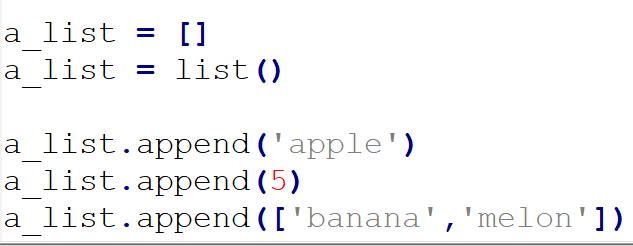 a_list = []
a_list = list()
a_list.append('apple')
a_list.append(5)
a_list.append(['banana','melon'])